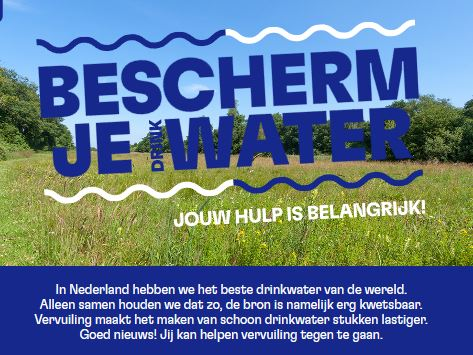 BESCHERM
JE DRINKWATER
JOUW HULP IS BELANGRIJK!
In Nederland hebben we het beste drinkwater van de wereld.
Alleen samen houden we dat zo, de bron is namelijk erg kwetsbaar.
Vervuiling maakt het maken van schoon drinkwater stukken lastiger.
Goed nieuws! Jij kan helpen vervuiling tegen te gaan.